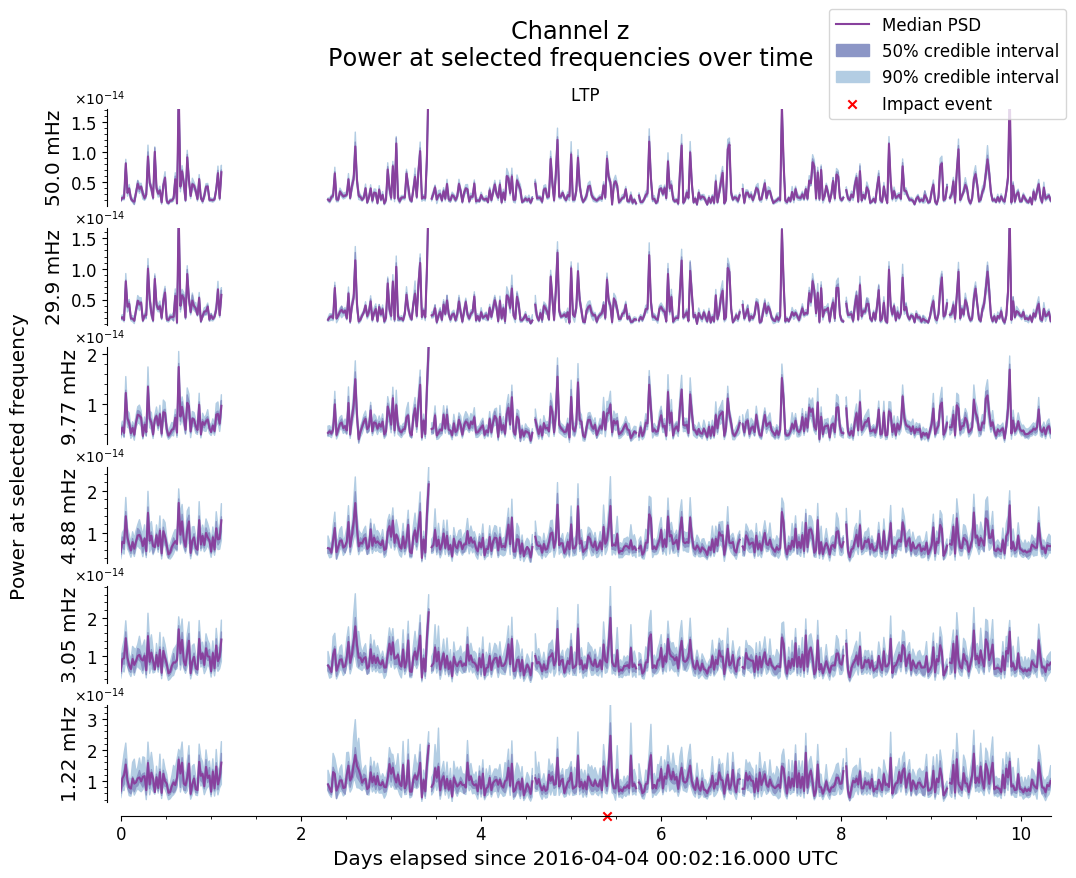 Channel z
Power at selected frequencies over time
LTP
Median PSD
50% credible interval
90% credible interval
Impact event
Power at selected frequency
×10⁻¹⁴
50.0 mHz
1.5
1.0
0.5
×10⁻¹⁴
29.9 mHz
1.5
1.0
0.5
×10⁻¹⁴
9.77 mHz
2
1
×10⁻¹⁴
4.88 mHz
2
1
×10⁻¹⁴
3.05 mHz
2
1
×10⁻¹⁴
1.22 mHz
3
2
1
0 2 4 6 8 10
Days elapsed since 2016-04-04 00:02:16.000 UTC